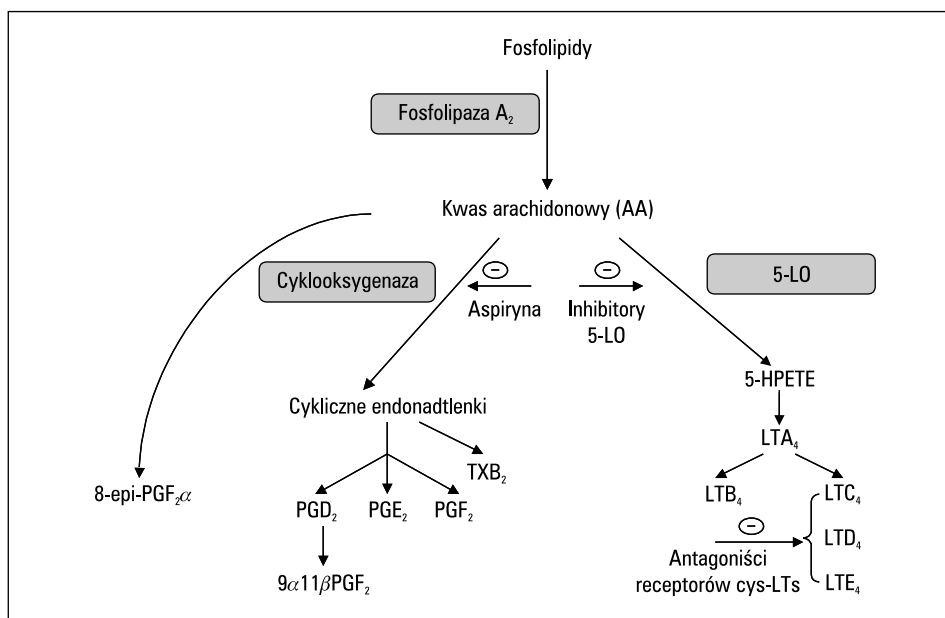 Fosfolipidy
Fosfolipaza A₂
Kwas arachidonowy (AA)
Cyklooksygenaza
5-LO
Aspiryna
Inhibitory
5-LO
5-HPETE
Cykliczne endonadtlenki
LTA₄
TXB₂
8-epi-PGF₂α
LTB₄
LTC₄
PGD₂
PGE₂
PGF₂
LTD₄
Antagoniści
receptorów cys-LTs
LTE₄
9α11βPGF₂